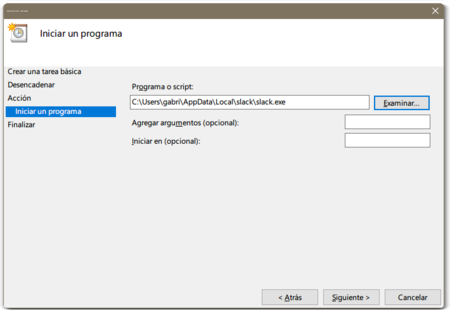 Iniciar un programa
Crear una tarea básica
Desencadenar
Acción
Iniciar un programa
Finalizar
Programa o script:
C:\Users\gabri\AppData\Local\slack\slack.exe
Examinar...
Agregar argumentos (opcional):
Iniciar en (opcional):
< Atrás
Siguiente >
Cancelar